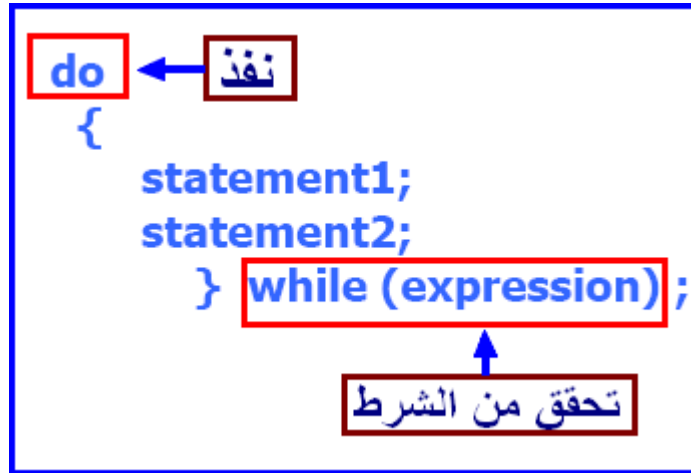 do نفذ
{
statement1;
statement2;
} while (expression) ;
تحقق من الشرط